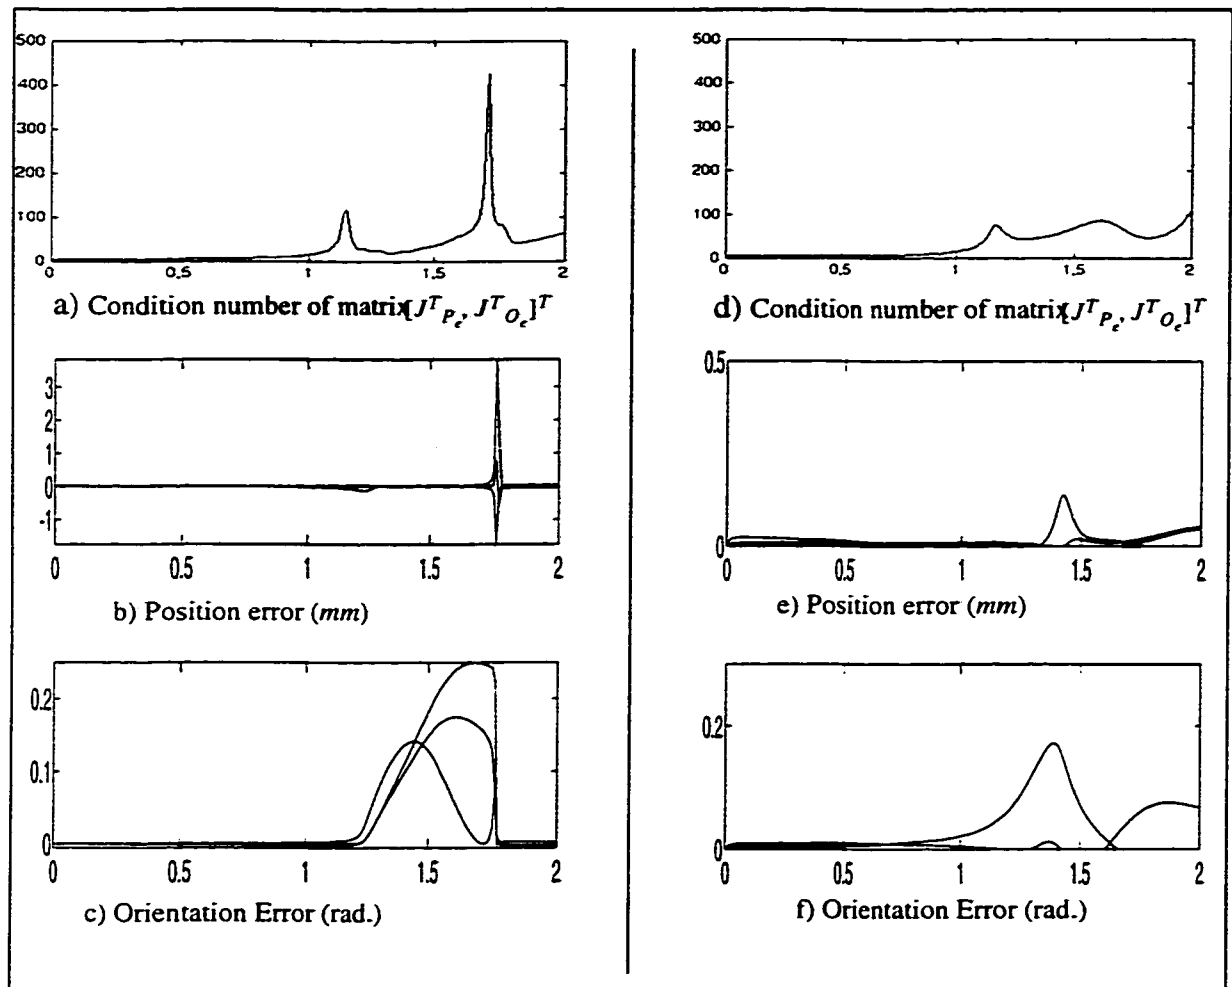 500
400
300
200
100
0
0 0.5 1 1.5 2
a) Condition number of matrix[J^T_{P_e}, J^T_{O_e}]^T
3
2
1
0
-1
0 0.5 1 1.5 2
b) Position error (mm)
0.2
0.1
0
0 0.5 1 1.5 2
c) Orientation Error (rad.)
500
400
300
200
100
0
0 0.5 1 1.5 2
d) Condition number of matrix[J^T_{P_e}, J^T_{O_e}]^T
0.5
0
0 0.5 1 1.5 2
e) Position error (mm)
0.2
0
0 0.5 1 1.5 2
f) Orientation Error (rad.)